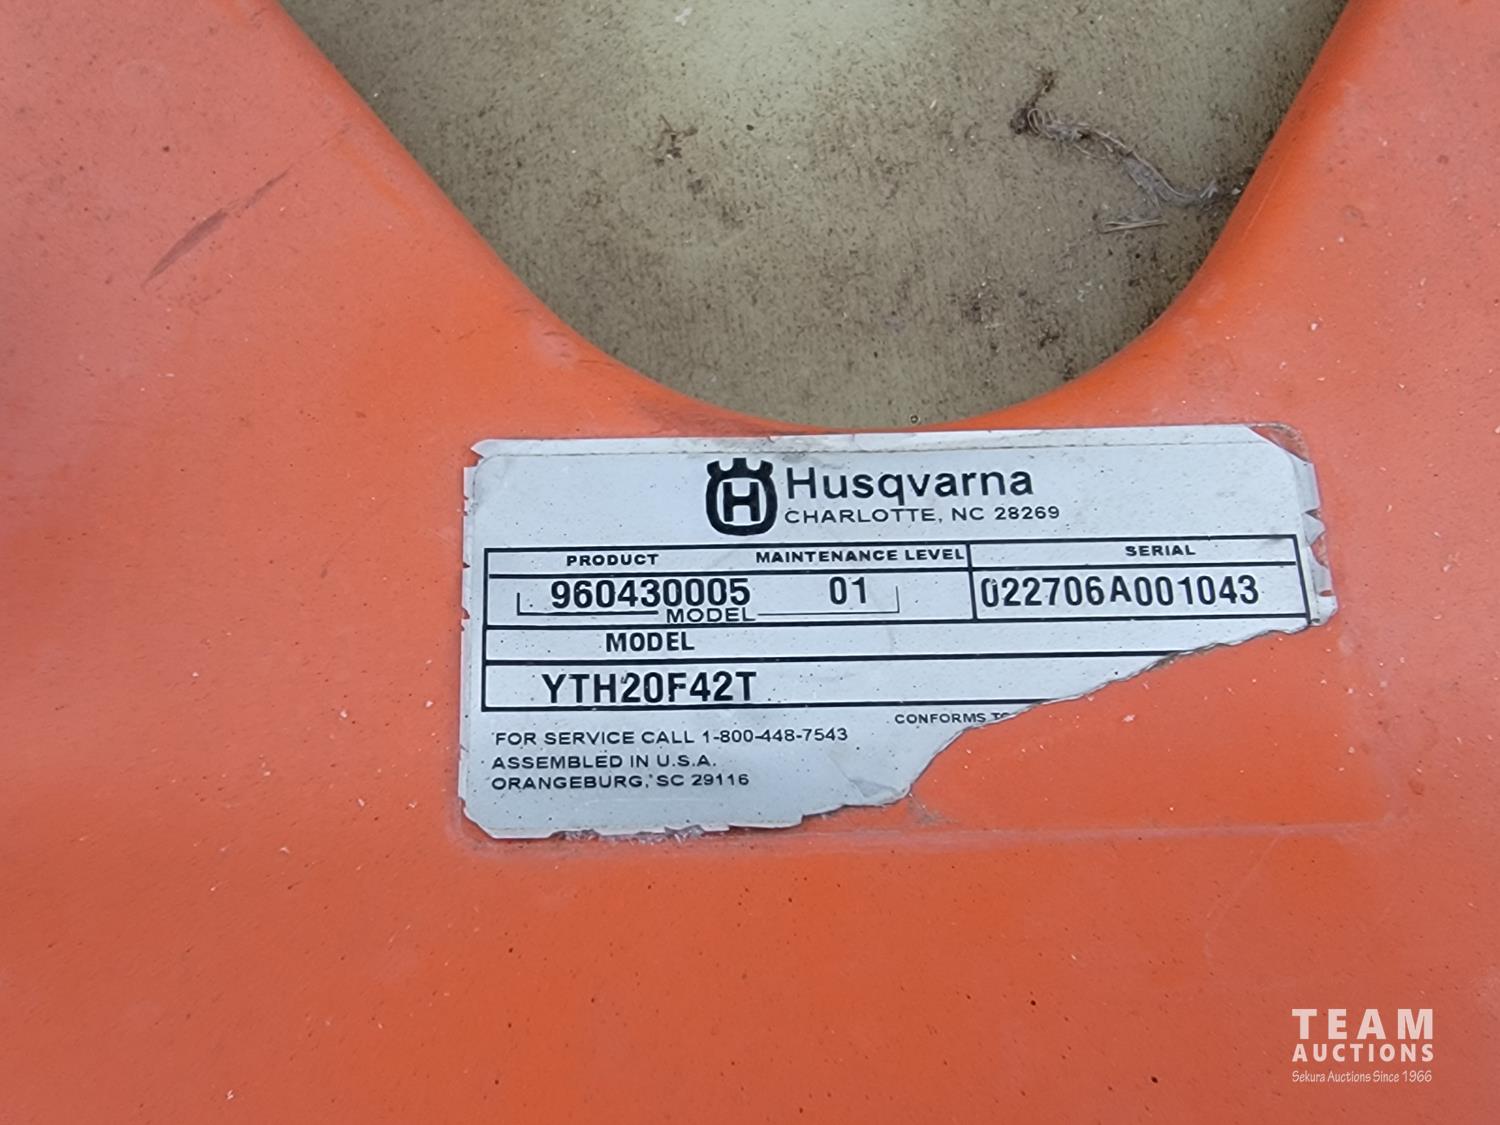 H Husqvarna
CHARLOTTE, NC 28269
PRODUCT MAINTENANCE LEVEL SERIAL
960430005 01 022706A001043
MODEL
MODEL
YTH20F42T
CONFORMS
FOR SERVICE CALL 1-800-448-7543
ASSEMBLED IN U.S.A.
ORANGEBURG, SC 29116
TEAM
AUCTIONS
Sekura Auctions Since 1966